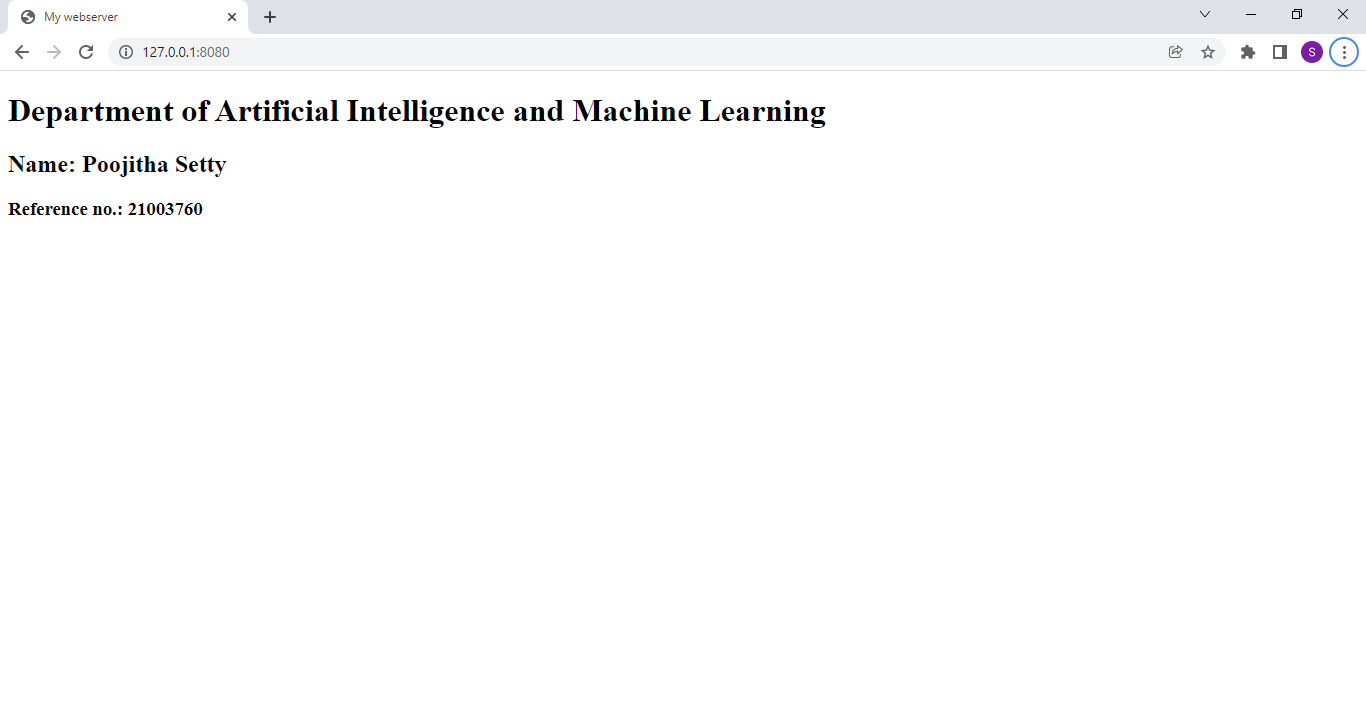 My webserver
127.0.0.1:8080
S
Department of Artificial Intelligence and Machine Learning
Name: Poojitha Setty
Reference no.: 21003760